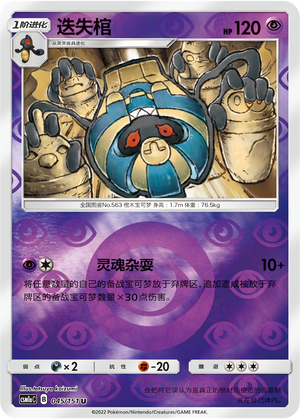 1阶进化
迭失棺
HP 120
从哭哭面具进化
全国图鉴No.563 棺木宝可梦 身高：1.7m 体重：76.5kg
灵魂杂耍 10+
将任意数量的自己的备战宝可梦放于弃牌区，追加造成被放于弃
牌区的备战宝可梦数量×30点伤害。
弱点 ×2 抗性 -20 撤退
Illus.tetsuya koizumi
csm1cC B 045/151 U
©2022 Pokémon/Nintendo/Creatures/GAME FREAK.